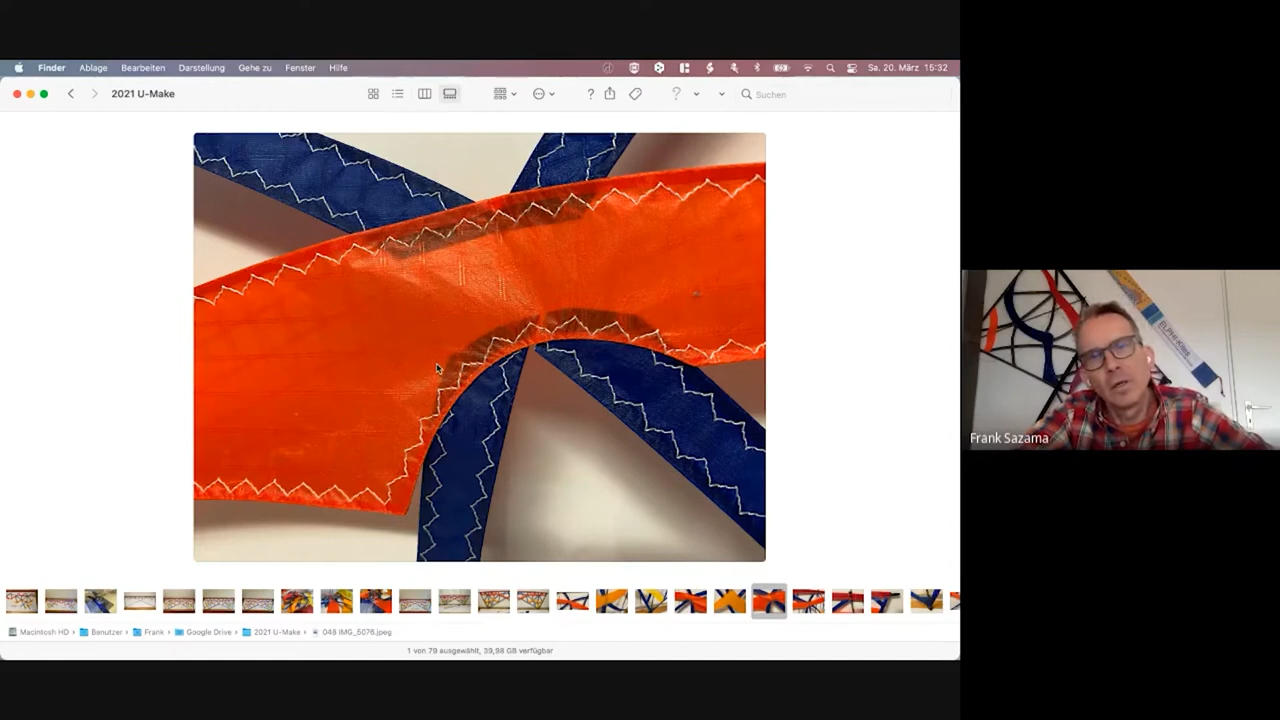 Finder Ablage Bearbeiten Darstellung Gehe zu Fenster Hilfe Sa. 20. März 15:32
2021 U-Make
Suchen
Frank Sazama
Macintosh HD Benutzer Frank Google Drive 2021 U-Make 048 IMG_5076.jpeg
1 von 79 ausgewählt, 39,98 GB verfügbar